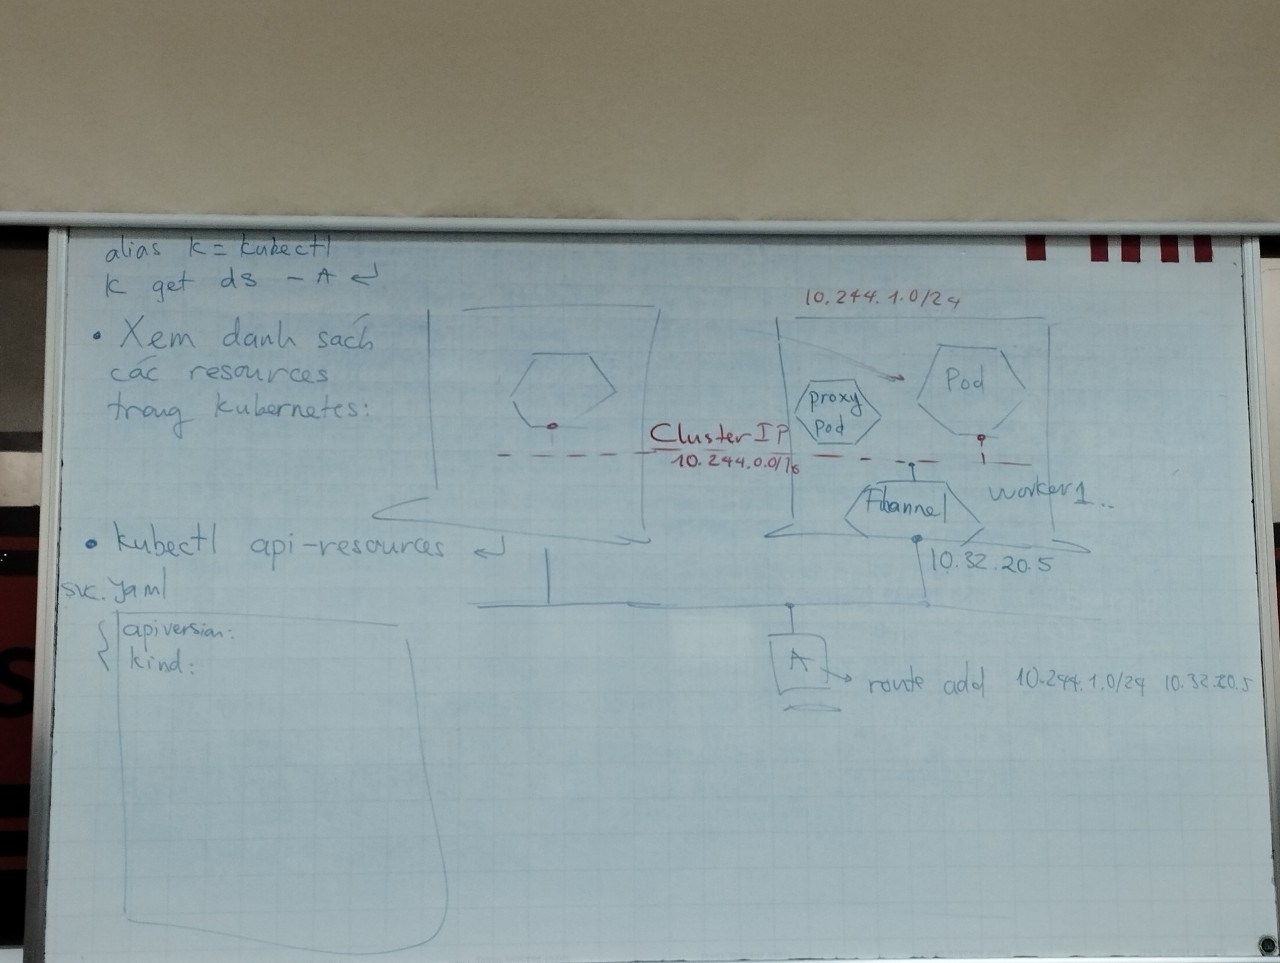 alias k = kubectl
k get ds - A ↵
• Xem danh sách
các resources
trong kubernetes:
• kubectl api-resources ↵
svc.yaml
apiversion:
kind:
10.244.1.0/24
Pod
proxy
pod
Cluster IP
10.244.0.0/16
Flannel
worker1..
10.32.20.5
A
route add 10.244.1.0/24 10.32.20.5